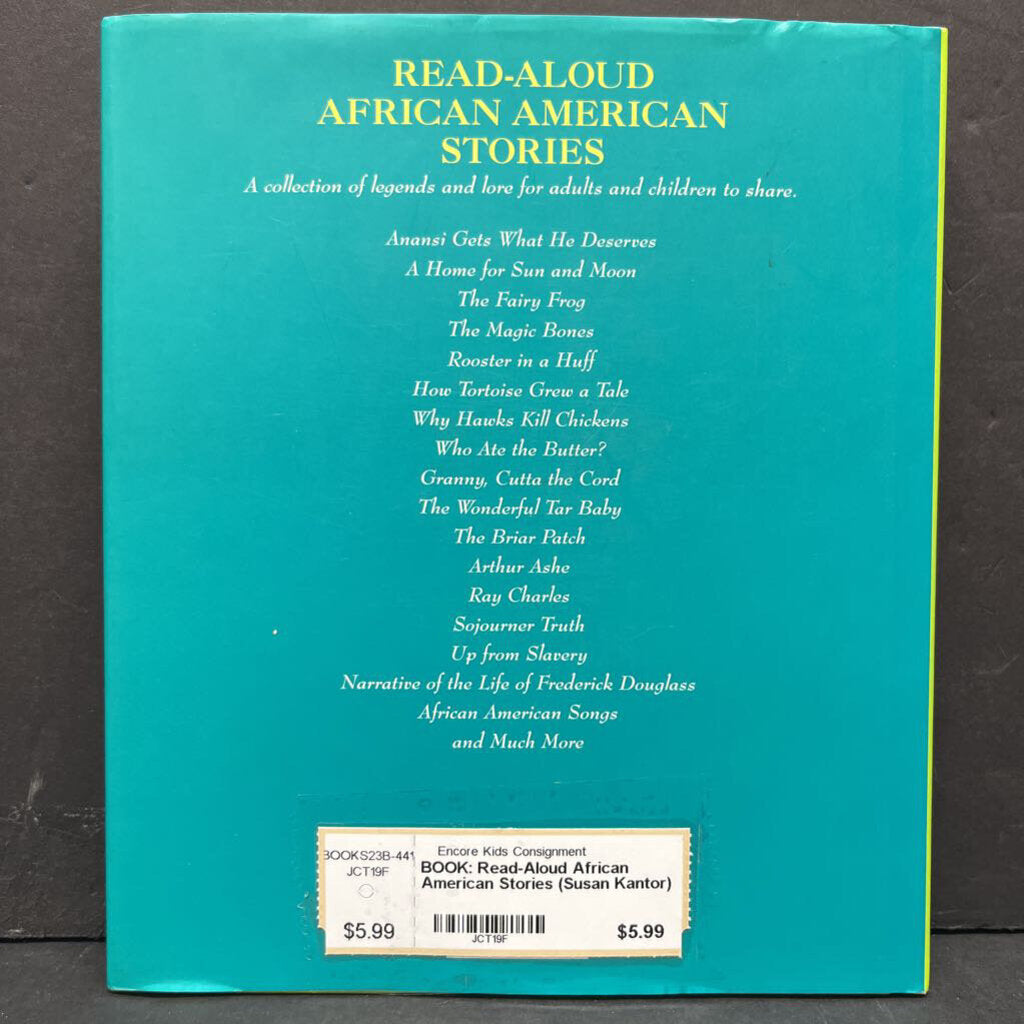 READ-ALOUD
AFRICAN AMERICAN
STORIES
A collection of legends and lore for adults and children to share.
Anansi Gets What He Deserves
A Home for Sun and Moon
The Fairy Frog
The Magic Bones
Rooster in a Huff
How Tortoise Grew a Tale
Why Hawks Kill Chickens
Who Ate the Butter?
Granny, Cutta the Cord
The Wonderful Tar Baby
The Briar Patch
Arthur Ashe
Ray Charles
Sojourner Truth
Up from Slavery
Narrative of the Life of Frederick Douglass
African American Songs
and Much More
BOOKS23B-441
JCT19F
$5.99
Encore Kids Consignment
BOOK: Read-Aloud African
American Stories (Susan Kantor)
JCT19F
$5.99